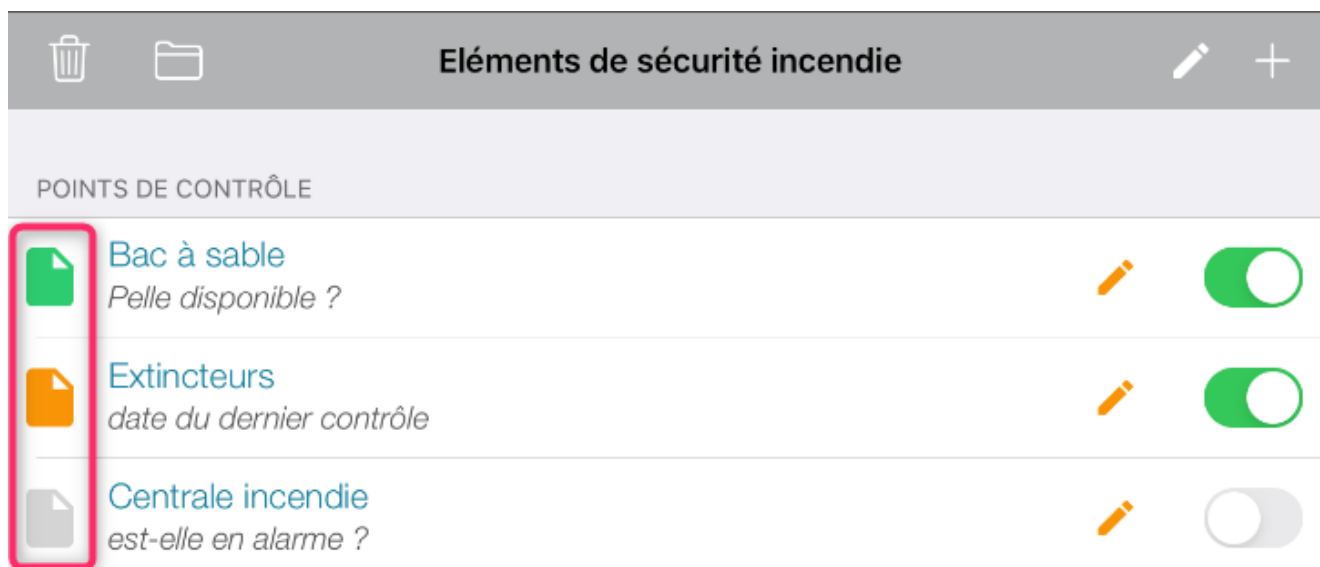 Eléments de sécurité incendie
POINTS DE CONTRÔLE
Bac à sable
Pelle disponible ?
Extincteurs
date du dernier contrôle
Centrale incendie
est-elle en alarme ?